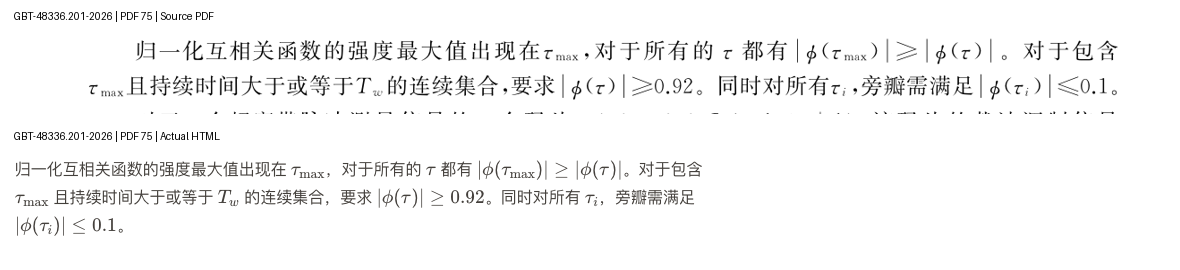 GBT-48336.201-2026 | PDF 75 | Source PDF
归一化互相关函数的强度最大值出现在τmax,对于所有的 τ 都有|ϕ(τmax)|≥|ϕ(τ)|。对于包含
τmax且持续时间大于或等于Tw的连续集合,要求|ϕ(τ)|≥0.92。同时对所有τi,旁瓣需满足|ϕ(τi)|≤0.1。
GBT-48336.201-2026 | PDF 75 | Actual HTML
归一化互相关函数的强度最大值出现在 τmax，对于所有的 τ 都有 |ϕ(τmax)| ≥ |ϕ(τ)|。对于包含
τmax 且持续时间大于或等于 Tw 的连续集合，要求 |ϕ(τ)| ≥ 0.92。同时对所有 τi，旁瓣需满足
|ϕ(τi)| ≤ 0.1。